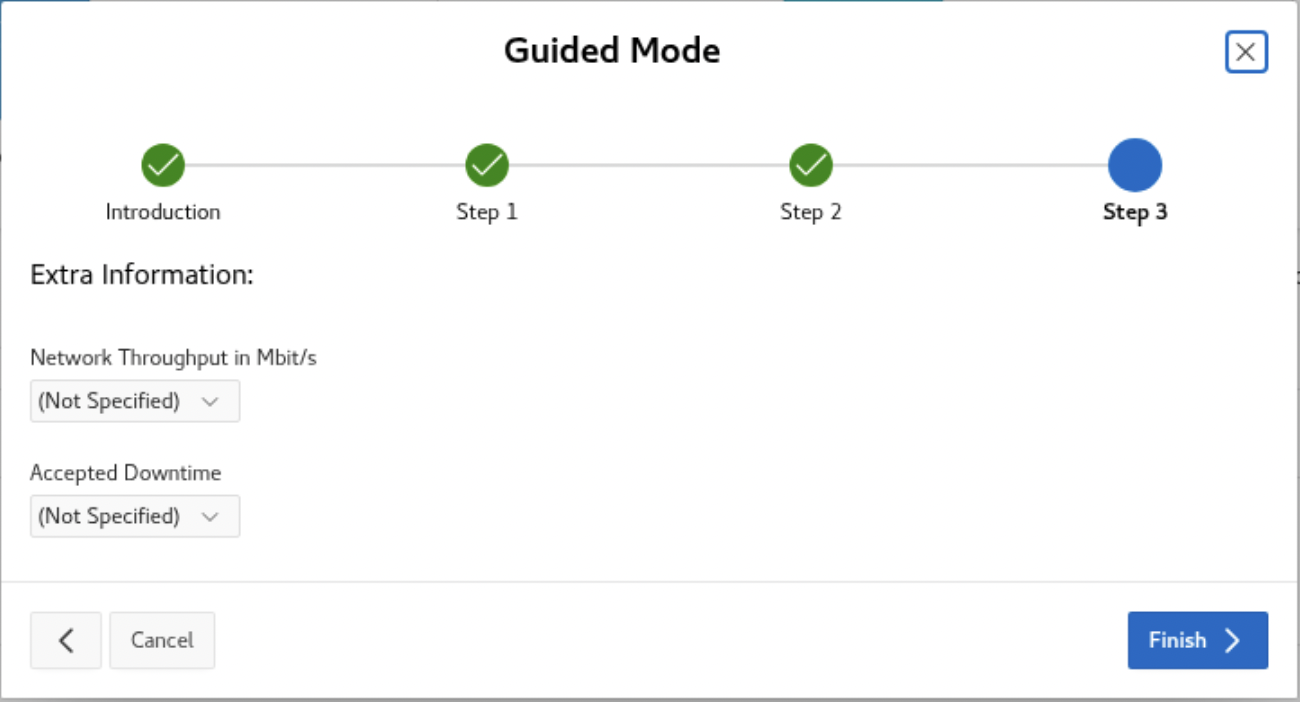 Guided Mode
Introduction
Step 1
Step 2
Step 3
Extra Information:
Network Throughput in Mbit/s
(Not Specified)
Accepted Downtime
(Not Specified)
Cancel
Finish